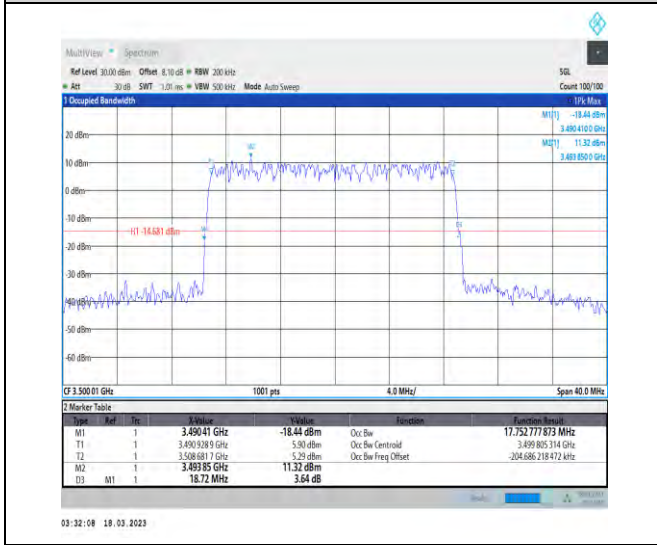 MultiView Spectrum
Ref Level 30.00 dBm Offset 8.10 dB RBW 200 kHz SGL
Att 30 dB SWT 1.01 ms VBW 500 kHz Mode Auto Sweep Count 100/100
1 Occupied Bandwidth 1Pk Max
M1[1] -18.44 dBm
3.490 410 0 GHz
M2[1] 11.32 dBm
3.493 850 0 GHz
20 dBm
M2
10 dBm
0 dBm
-10 dBm
H1 -14.681 dBm
-20 dBm
-30 dBm
-40 dBm
-50 dBm
-60 dBm
CF 3.500 01 GHz 1001 pts 4.0 MHz/ Span 40.0 MHz
2 Marker Table
Type Ref Trc X-Value Y-Value Function Function Result
M1 1 3.490 41 GHz -18.44 dBm Occ Bw 17.752 777 873 MHz
T1 1 3.490 928 9 GHz 5.90 dBm Occ Bw Centroid 3.499 805 314 GHz
T2 1 3.508 681 7 GHz 5.29 dBm Occ Bw Freq Offset -204.686 218 472 kHz
M2 1 3.493 85 GHz 11.32 dBm
D3 M1 1 18.72 MHz 3.64 dB
03:32:08 18.03.2023